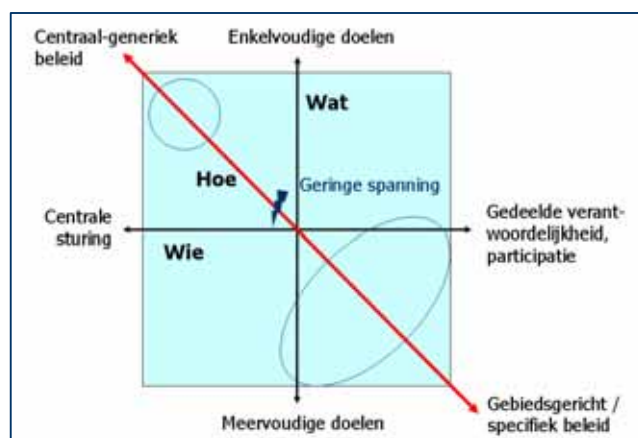 Centraal-generiek
beleid
Enkelvoudige doelen
Wat
Hoe
Geringe spanning
Centrale
sturing
Wie
Gedeelde verant-
woordelijkheid,
participatie
Meervoudige doelen
Gebiedsgericht /
specifiek beleid